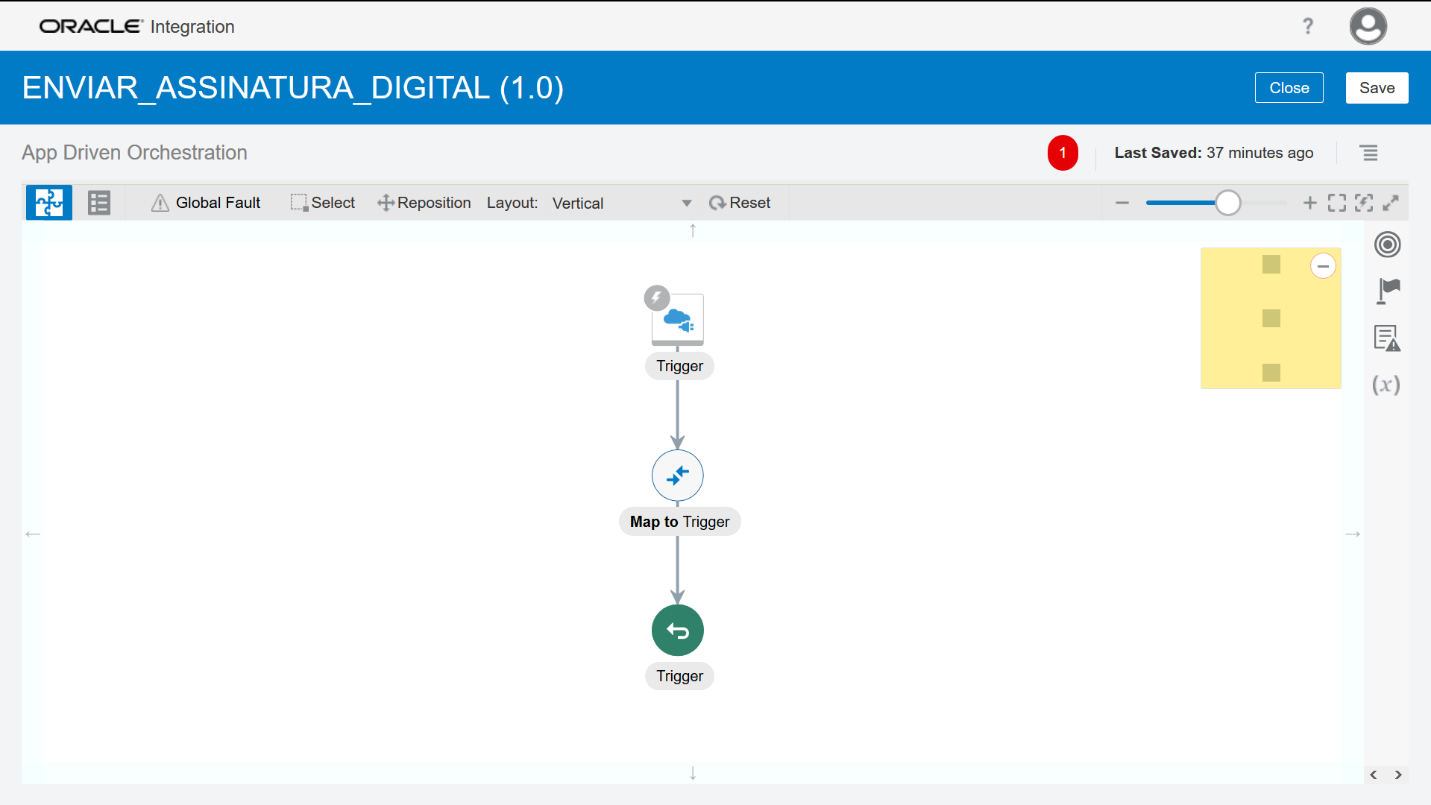 ORACLE Integration ?
ENVIAR_ASSINATURA_DIGITAL (1.0) Close Save
App Driven Orchestration 1 Last Saved: 37 minutes ago
Global Fault Select Reposition Layout: Vertical Reset
Trigger
(x)
Map to Trigger
Trigger